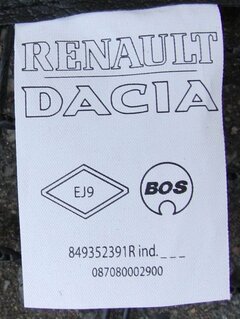 RENAULT
DACIA
EJ9 BOS
849352391R ind. _ _ _
087080002900